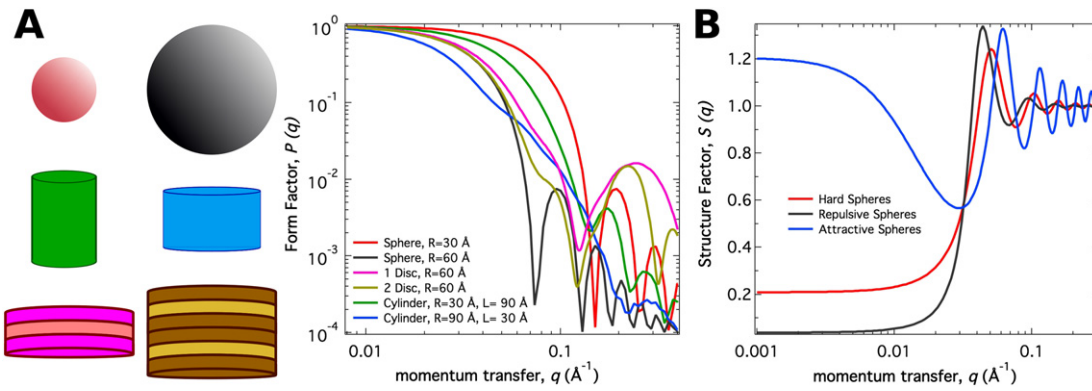 A
Form Factor, P (q)
10⁰
10⁻¹
10⁻²
10⁻³
10⁻⁴
Sphere, R=30 Å
Sphere, R=60 Å
1 Disc, R=60 Å
2 Disc, R=60 Å
Cylinder, R=30 Å, L= 90 Å
Cylinder, R=90 Å, L= 30 Å
0.01
0.1
momentum transfer, q (Å⁻¹)
B
Structure Factor, S (q)
1.2
1.0
0.8
0.6
0.4
0.2
Hard Spheres
Repulsive Spheres
Attractive Spheres
0.001
0.01
0.1
momentum transfer, q (Å⁻¹)